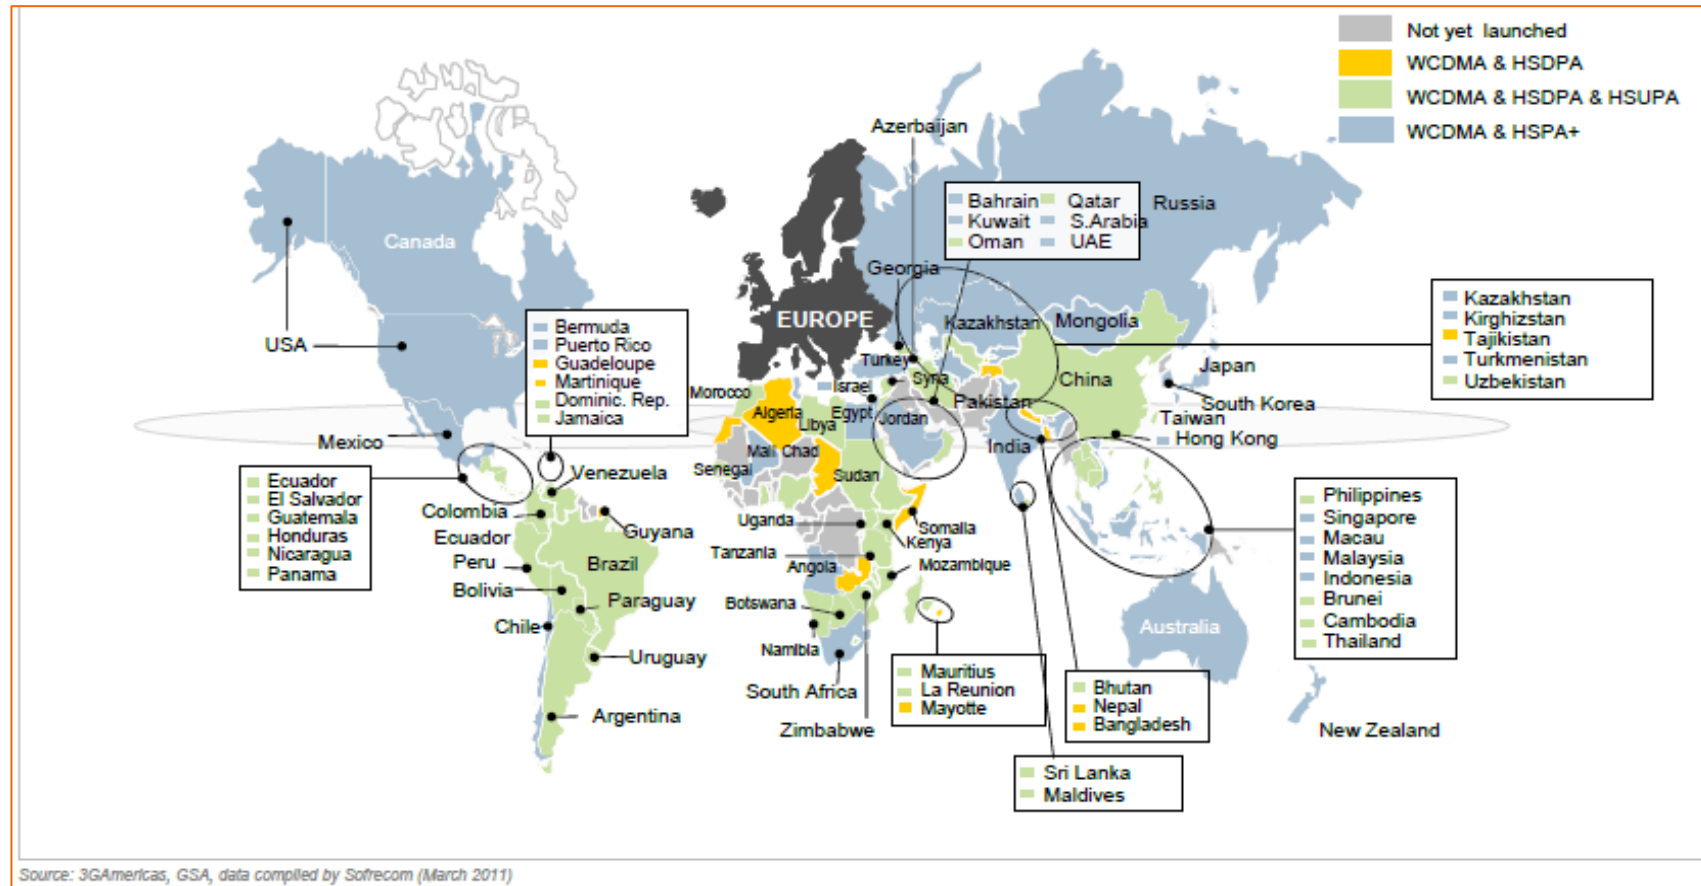 Not yet launched
WCDMA & HSDPA
WCDMA & HSDPA & HSUPA
WCDMA & HSPA+
Azerbaijan
Bahrain Qatar
Kuwait S.Arabia
Oman UAE
Russia
Canada
Georgia
EUROPE
Kazakhstan
Mongolia
Kazakhstan
Kirghizstan
Tajikistan
Turkmenistan
Uzbekistan
USA
Bermuda
Puerto Rico
Guadeloupe
Martinique
Dominic. Rep.
Jamaica
Turkey
Syria
Israel
Japan
China
South Korea
Morocco
Algeria
Libya
Egypt
Jordan
Pakistan
Taiwan
Hong Kong
India
Mexico
Mali Chad
Senegal
Sudan
Venezuela
Ecuador
El Salvador
Guatemala
Honduras
Nicaragua
Panama
Colombia
Guyana
Ecuador
Peru
Brazil
Bolivia
Paraguay
Chile
Uruguay
Argentina
Uganda
Somalia
Kenya
Tanzania
Angola
Mozambique
Botswana
Namibia
South Africa
Zimbabwe
Mauritius
La Reunion
Mayotte
Philippines
Singapore
Macau
Malaysia
Indonesia
Brunei
Cambodia
Thailand
Australia
New Zealand
Bhutan
Nepal
Bangladesh
Sri Lanka
Maldives
Source: 3GAmericas, GSA, data compiled by Sofrecom (March 2011)